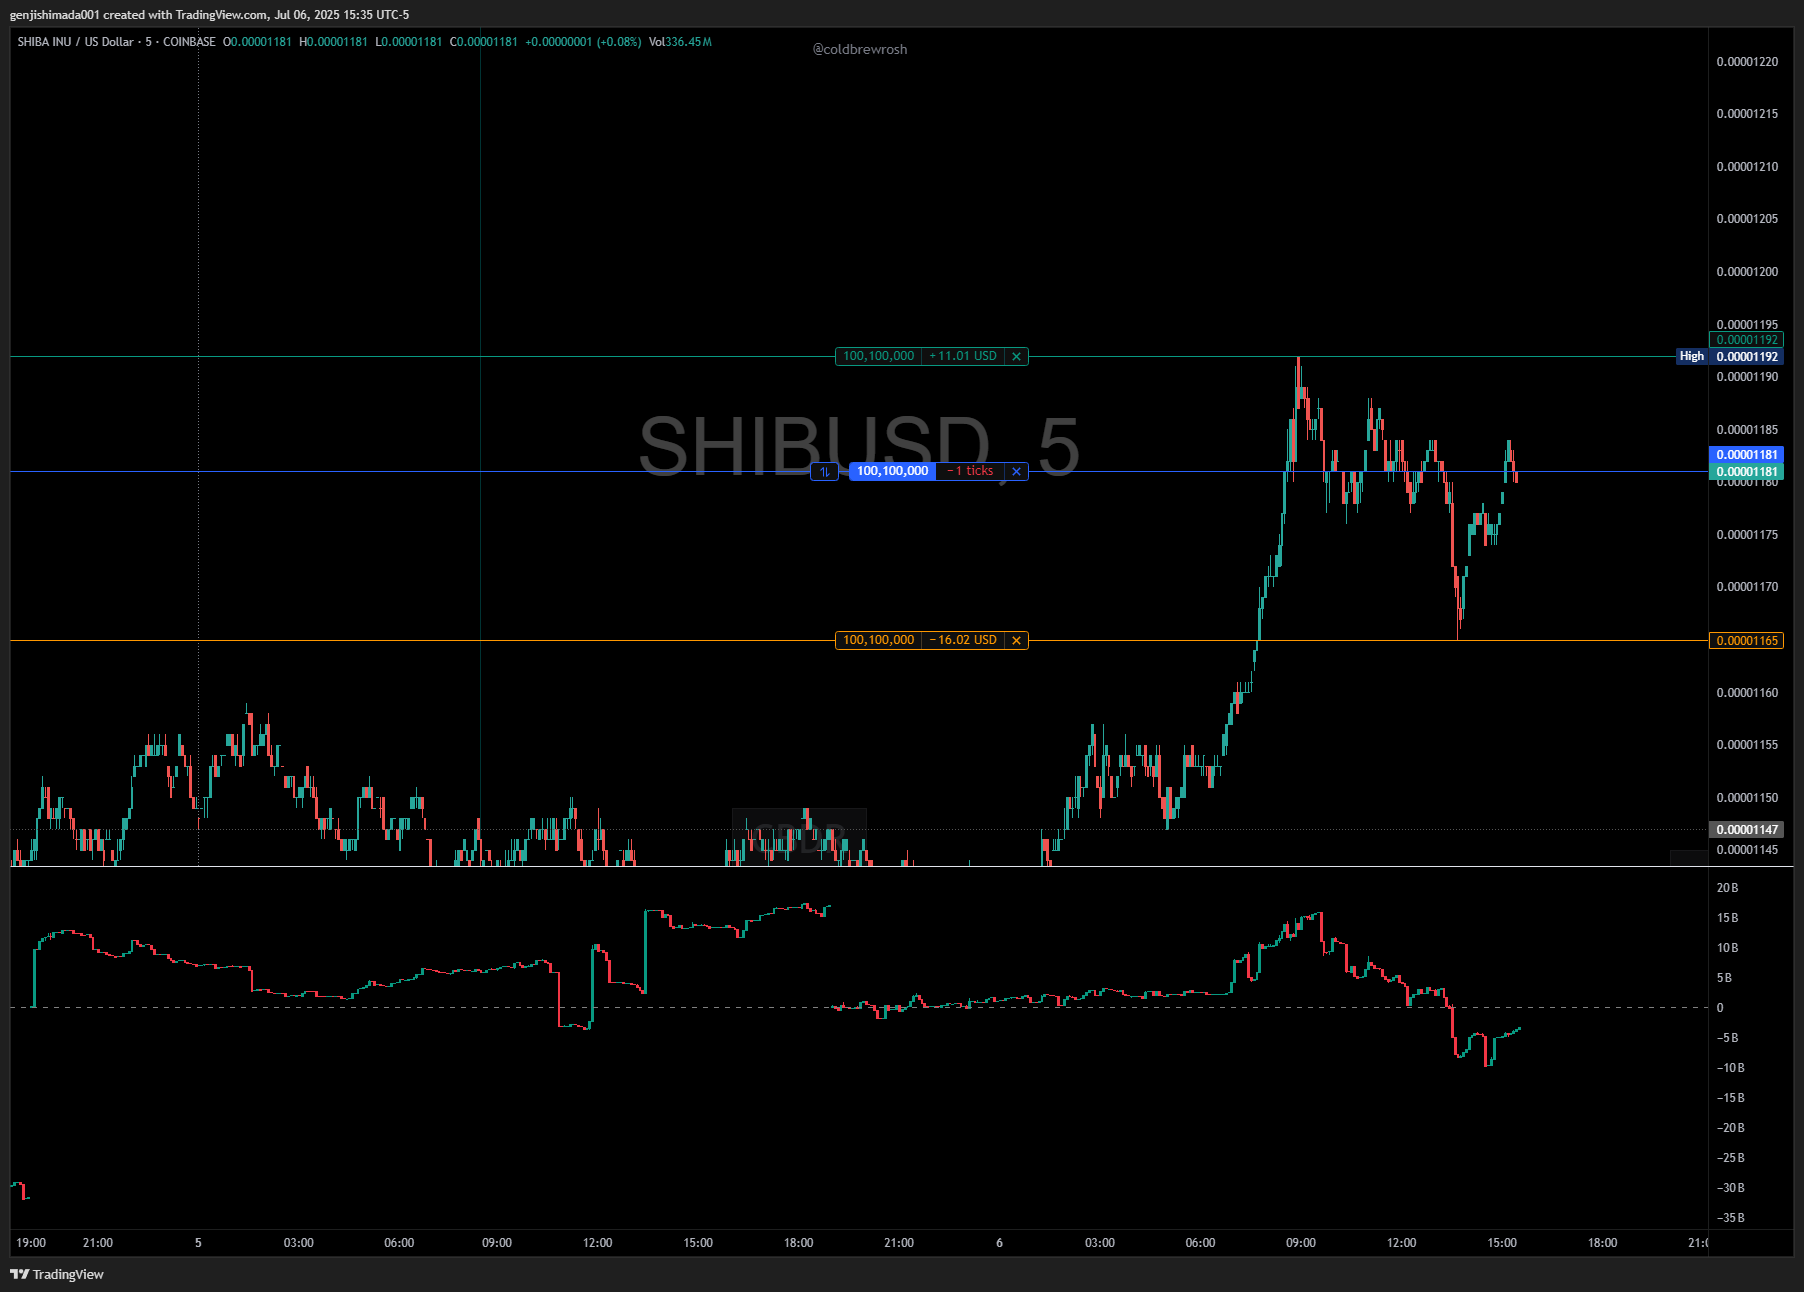 genjishimada001 created with TradingView.com, Jul 06, 2025 15:35 UTC-5
SHIBA INU / US Dollar · 5 · COINBASE O0.00001181 H0.00001181 L0.00001181 C0.00001181 +0.00000001 (+0.08%) Vol336.45 M
@coldbrewrosh
0.00001220
0.00001215
0.00001210
0.00001205
0.00001200
0.00001195
0.00001192
100,100,000 +11.01 USD ×
High 0.00001192
0.00001190
SHIBUSD, 5
0.00001185
0.00001181
100,100,000 −1 ticks ×
0.00001181
0.00001180
0.00001175
0.00001170
100,100,000 −16.02 USD ×
0.00001165
0.00001160
0.00001155
0.00001150
CBDR
0.00001147
0.00001145
20 B
15 B
10 B
5 B
0
−5 B
−10 B
−15 B
−20 B
−25 B
−30 B
−35 B
19:00 21:00 5 03:00 06:00 09:00 12:00 15:00 18:00 21:00 6 03:00 06:00 09:00 12:00 15:00 18:00
TradingView